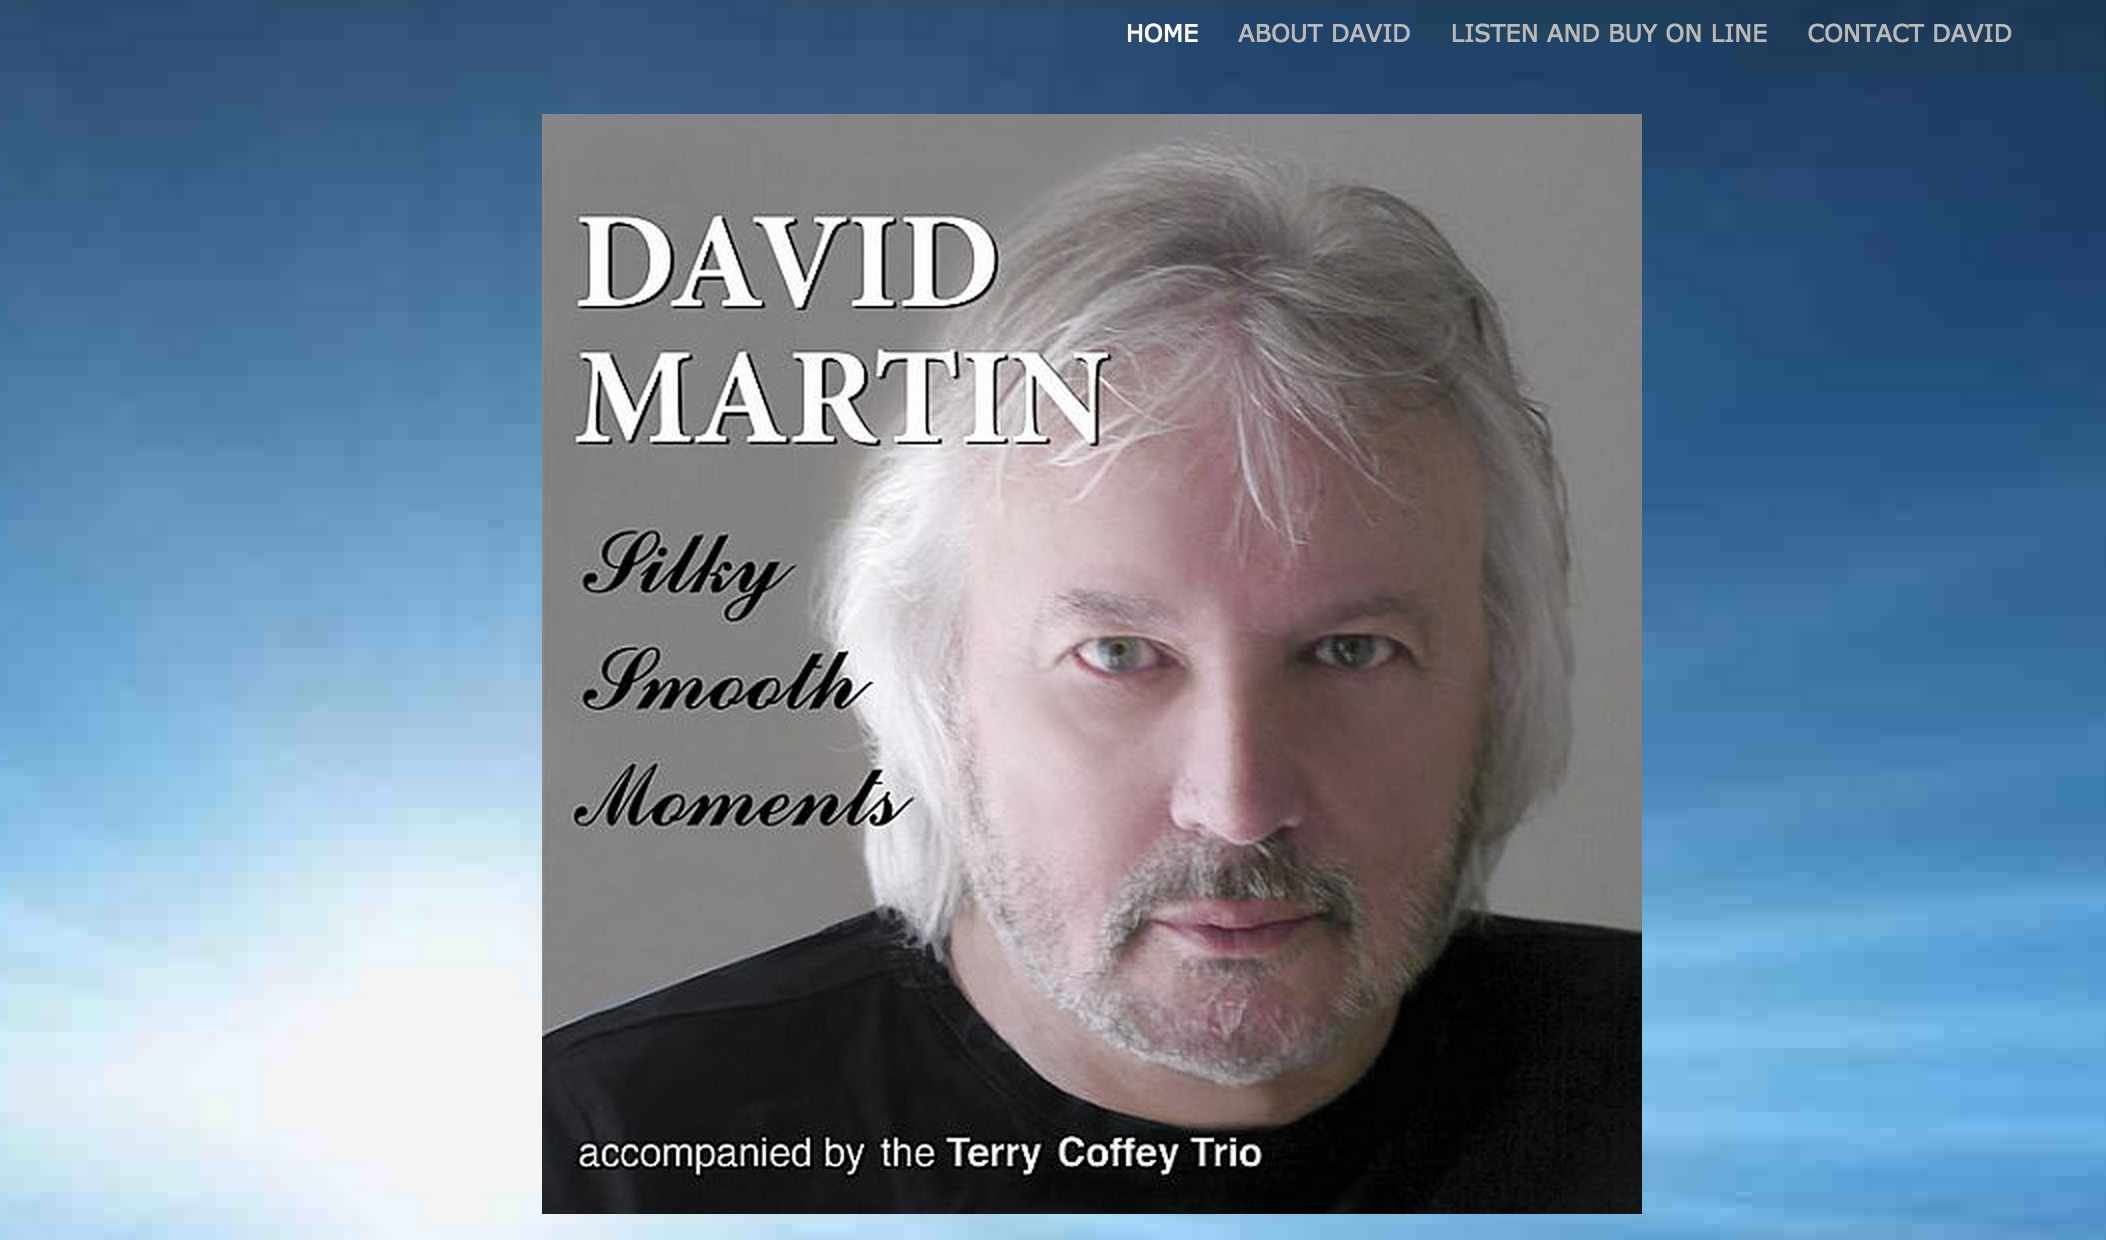 HOME ABOUT DAVID LISTEN AND BUY ON LINE CONTACT DAVID
DAVID
MARTIN
Silky
Smooth
Moments
accompanied by the Terry Coffey Trio